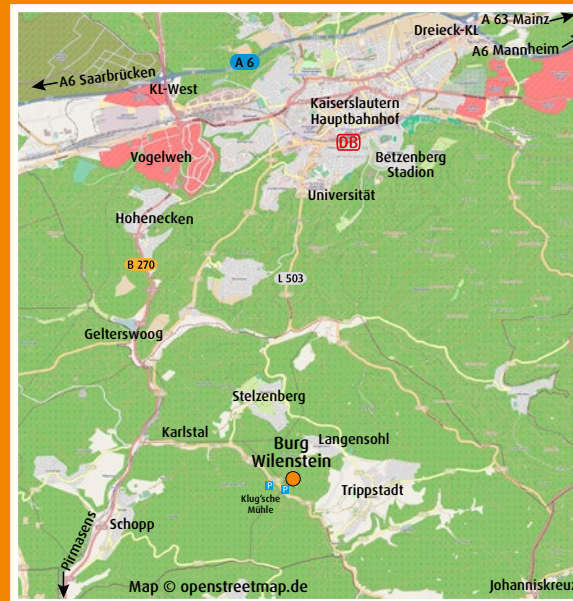 A 63 Mainz
Dreieck-KL
A6 Mannheim
A 6
A6 Saarbrücken
KL-West
Kaiserslautern
Hauptbahnhof
DB
Vogelweh
Betzenberg
Stadion
Universität
Hohenecken
B 270
L 503
Gelterswoog
Stelzenberg
Karlstal
Burg
Wilenstein
Langensohl
P
P
Klug'sche
Mühle
Trippstadt
Schopp
Pirmasens
Map © openstreetmap.de
Johanniskreuz